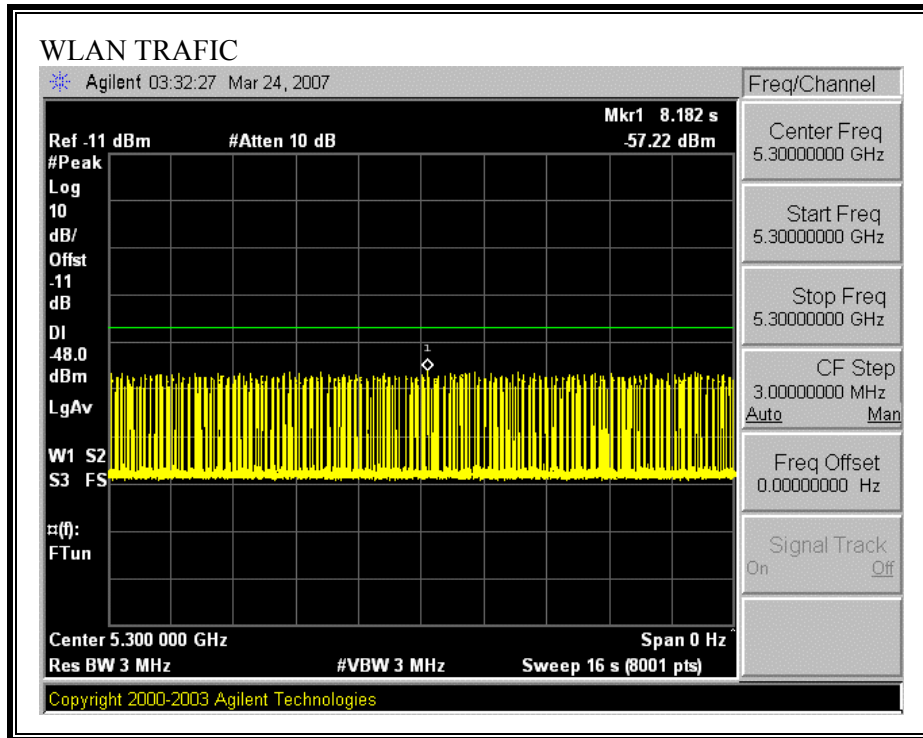 WLAN TRAFIC
Agilent 03:32:27 Mar 24, 2007
Freq/Channel
Mkr1 8.182 s
Ref -11 dBm #Atten 10 dB -57.22 dBm
#Peak
Log
10
dB/
Offst
-11
dB
DI
-48.0
dBm
LgAv
W1 S2
S3 FS
¤(f):
FTun
1
Center 5.300 000 GHz Span 0 Hz^
Res BW 3 MHz #VBW 3 MHz Sweep 16 s (8001 pts)
Copyright 2000-2003 Agilent Technologies
Center Freq
5.30000000 GHz
Start Freq
5.30000000 GHz
Stop Freq
5.30000000 GHz
CF Step
3.00000000 MHz
Auto Man
Freq Offset
0.00000000 Hz
Signal Track
On Off